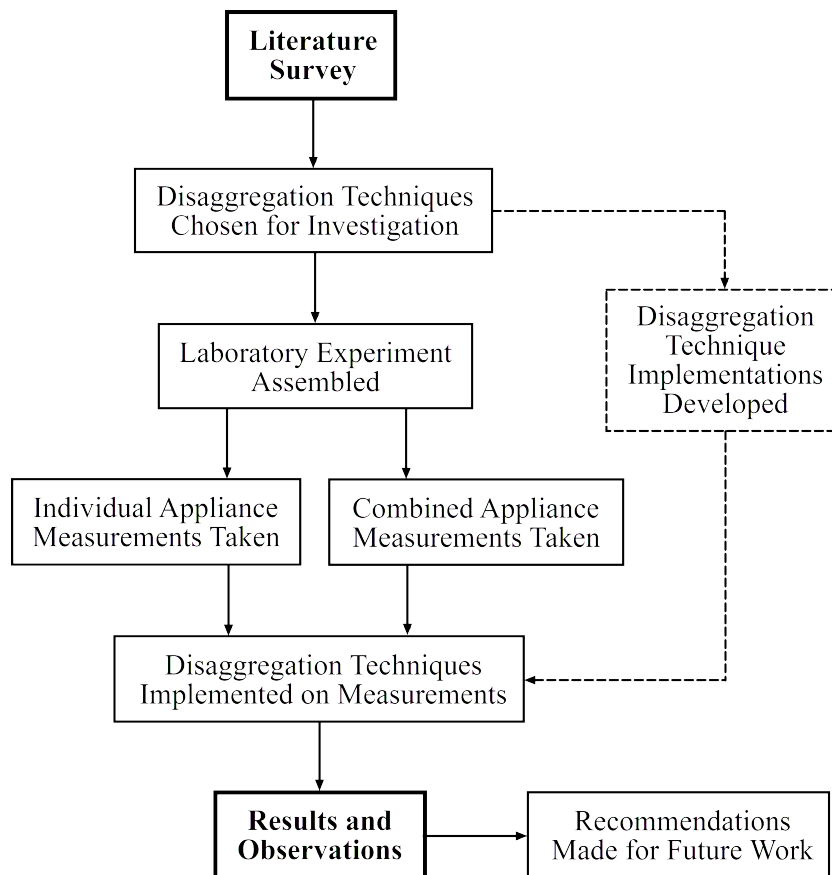 Literature
Survey
Disaggregation Techniques
Chosen for Investigation
Laboratory Experiment
Assembled
Disaggregation
Technique
Implementations
Developed
Individual Appliance
Measurements Taken
Combined Appliance
Measurements Taken
Disaggregation Techniques
Implemented on Measurements
Results and
Observations
Recommendations
Made for Future Work